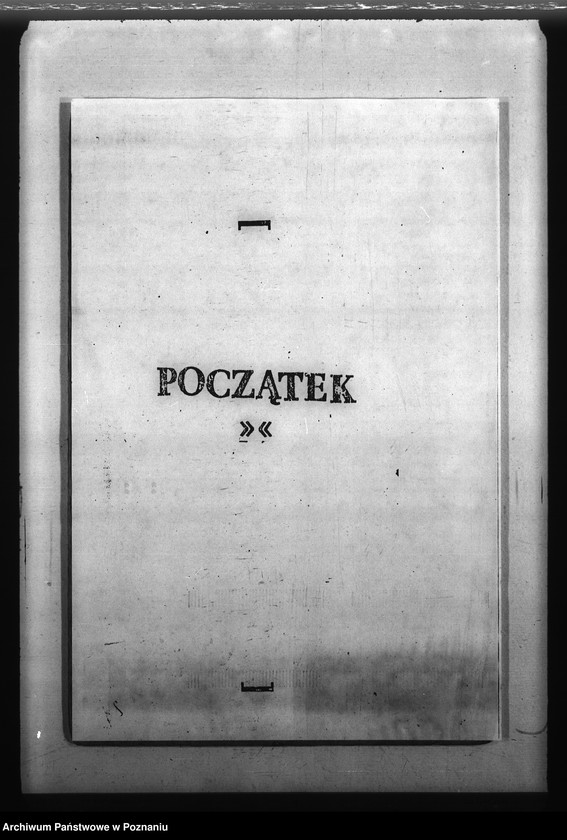 POCZĄTEK
»«
Archiwum Państwowe w Poznaniu